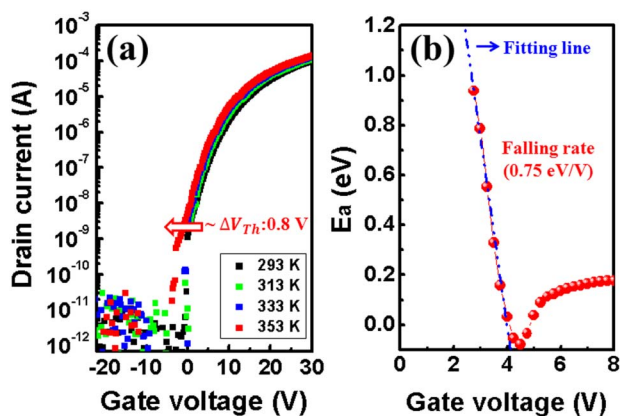 (a)
Drain current (A)
10⁻³
10⁻⁴
10⁻⁵
10⁻⁶
10⁻⁷
10⁻⁸
10⁻⁹
10⁻¹⁰
10⁻¹¹
10⁻¹²
~ ΔV_Th:0.8 V
293 K
313 K
333 K
353 K
-20 -10 0 10 20 30
Gate voltage (V)
(b)
Fitting line
Falling rate
(0.75 eV/V)
Ea (eV)
1.2
1.0
0.8
0.6
0.4
0.2
0.0
0 2 4 6 8
Gate voltage (V)